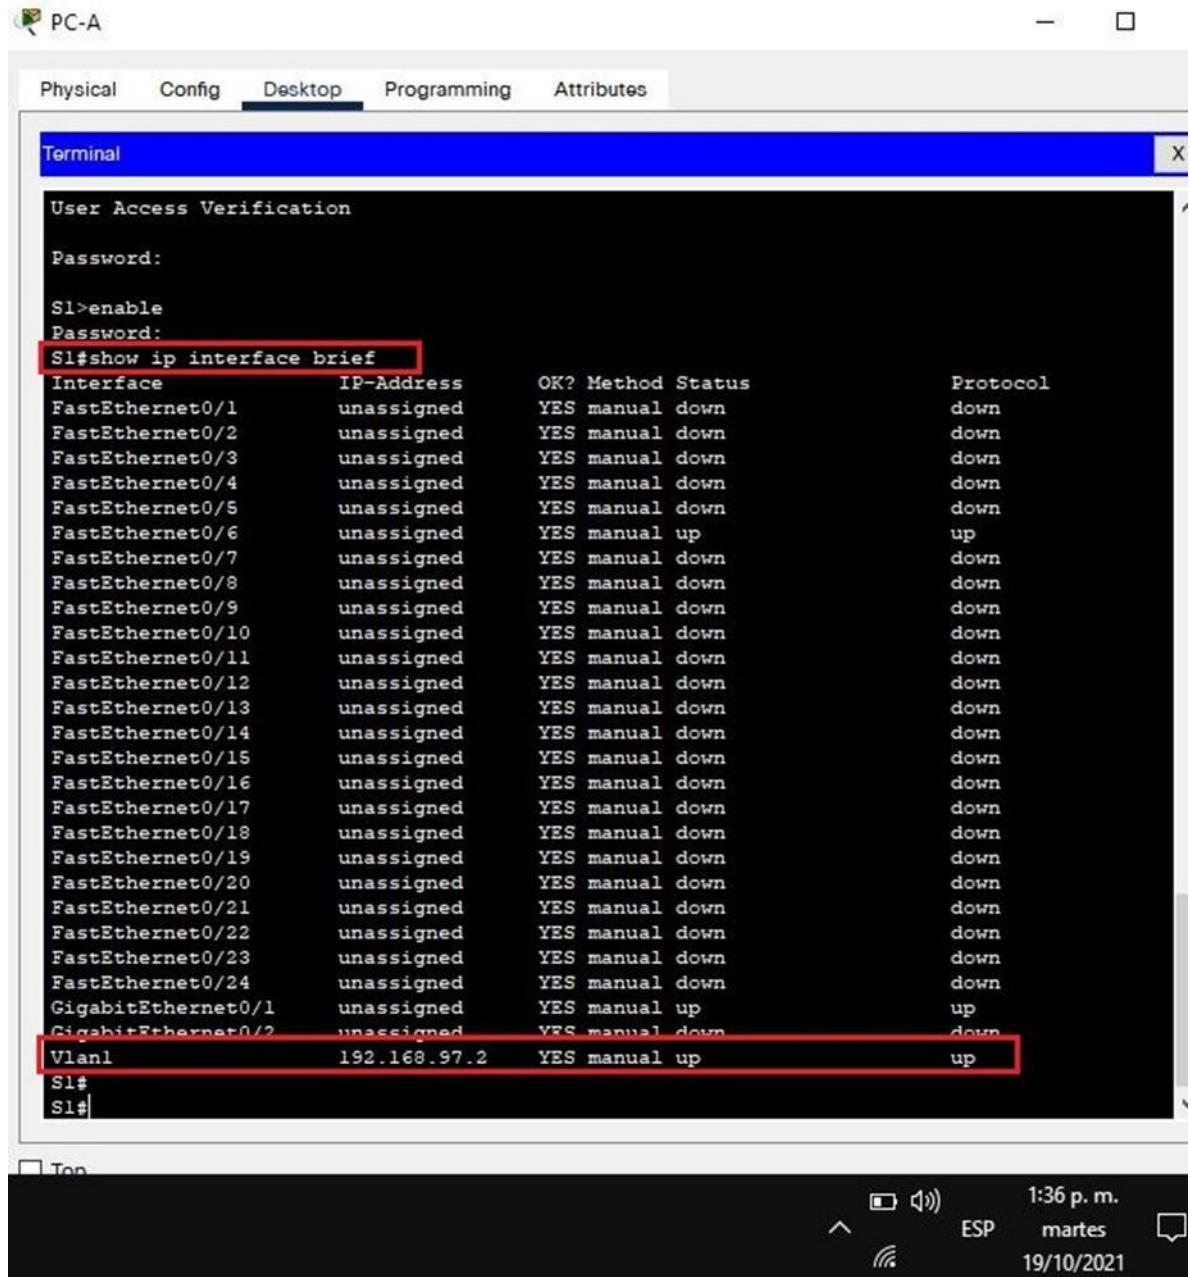 PC-A
Physical Config Desktop Programming Attributes
Terminal X
User Access Verification
Password:
S1>enable
Password:
S1#show ip interface brief
Interface IP-Address OK? Method Status Protocol
FastEthernet0/1 unassigned YES manual down down
FastEthernet0/2 unassigned YES manual down down
FastEthernet0/3 unassigned YES manual down down
FastEthernet0/4 unassigned YES manual down down
FastEthernet0/5 unassigned YES manual down down
FastEthernet0/6 unassigned YES manual up up
FastEthernet0/7 unassigned YES manual down down
FastEthernet0/8 unassigned YES manual down down
FastEthernet0/9 unassigned YES manual down down
FastEthernet0/10 unassigned YES manual down down
FastEthernet0/11 unassigned YES manual down down
FastEthernet0/12 unassigned YES manual down down
FastEthernet0/13 unassigned YES manual down down
FastEthernet0/14 unassigned YES manual down down
FastEthernet0/15 unassigned YES manual down down
FastEthernet0/16 unassigned YES manual down down
FastEthernet0/17 unassigned YES manual down down
FastEthernet0/18 unassigned YES manual down down
FastEthernet0/19 unassigned YES manual down down
FastEthernet0/20 unassigned YES manual down down
FastEthernet0/21 unassigned YES manual down down
FastEthernet0/22 unassigned YES manual down down
FastEthernet0/23 unassigned YES manual down down
FastEthernet0/24 unassigned YES manual down down
GigabitEthernet0/1 unassigned YES manual up up
GigabitEthernet0/2 unassigned YES manual down down
Vlan1 192.168.97.2 YES manual up up
S1#
S1#
Top
1:36 p. m.
ESP martes
19/10/2021